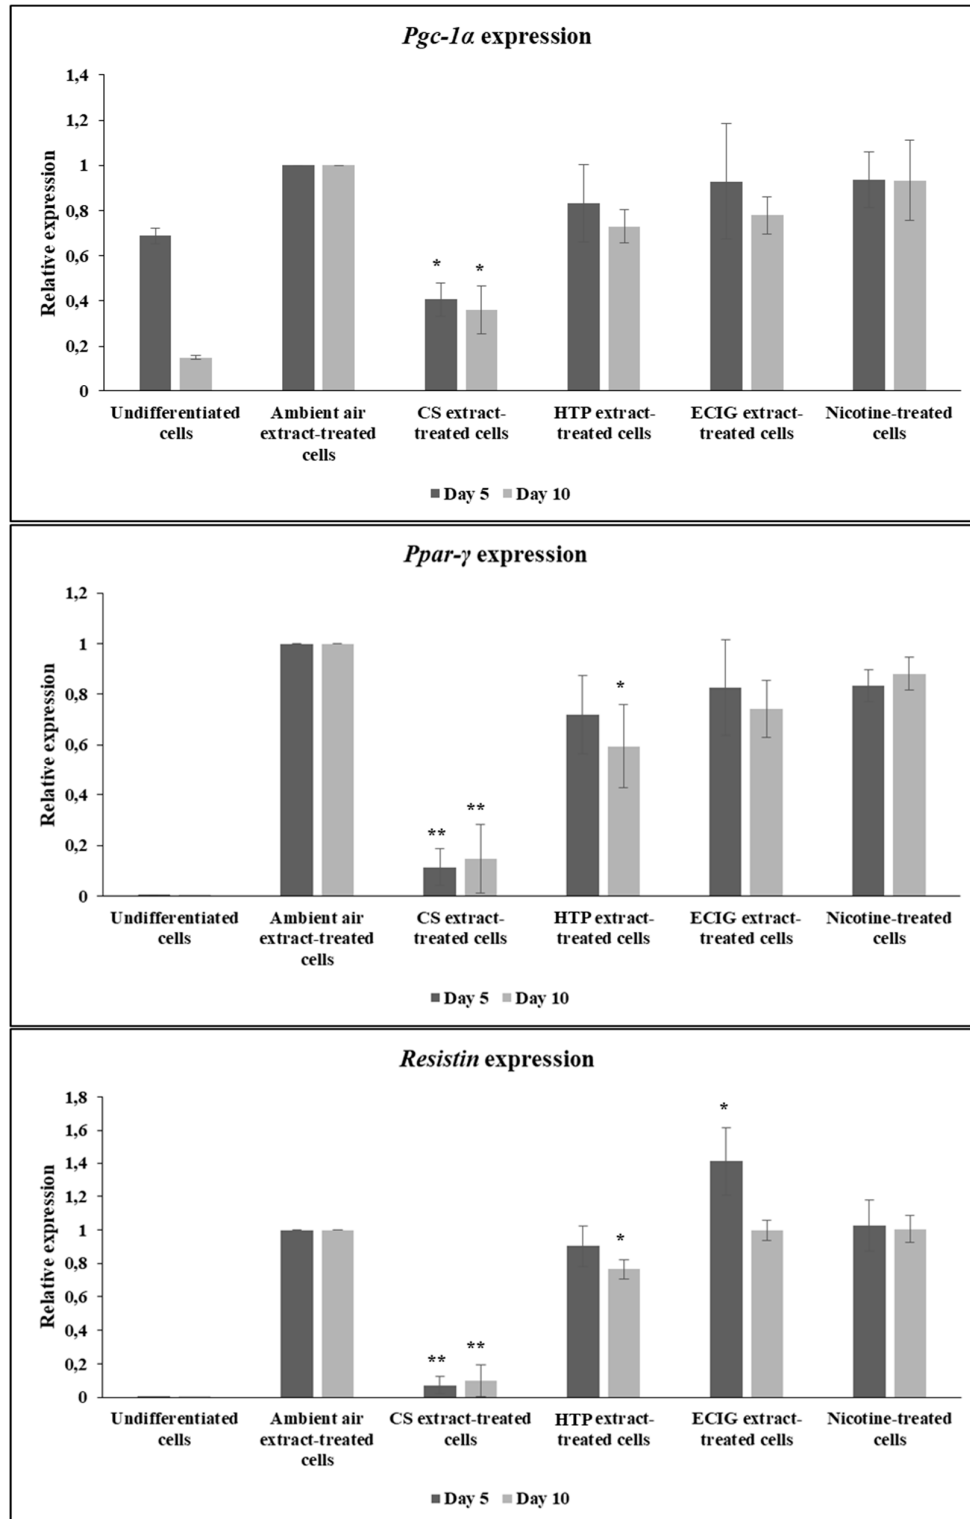 Pgc-1α expression
1,4
1,2
1
0,8
0,6
0,4
0,2
0
Relative expression
*
*
Undifferentiated
cells
Ambient air
extract-treated
cells
CS extract-
treated cells
HTP extract-
treated cells
ECIG extract-
treated cells
Nicotine-treated
cells
Day 5
Day 10
Ppar-γ expression
1,2
1
0,8
0,6
0,4
0,2
0
Relative expression
**
**
*
Undifferentiated
cells
Ambient air
extract-treated
cells
CS extract-
treated cells
HTP extract-
treated cells
ECIG extract-
treated cells
Nicotine-treated
cells
Day 5
Day 10
Resistin expression
1,8
1,6
1,4
1,2
1
0,8
0,6
0,4
0,2
0
Relative expression
**
**
*
*
Undifferentiated
cells
Ambient air
extract-treated
cells
CS extract-treated
cells
HTP extract-
treated cells
ECIG extract-
treated cells
Nicotine-treated
cells
Day 5
Day 10